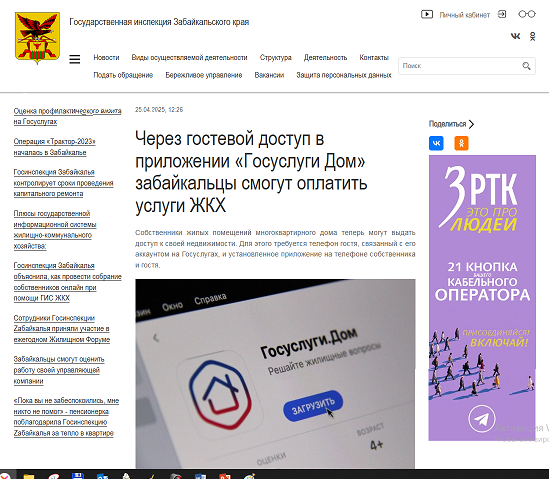 Государственная инспекция Забайкальского края
Личный кабинет
Новости Виды осуществляемой деятельности Структура Деятельность Контакты
Подать обращение Бережливое управление Вакансии Защита персональных данных
Поиск
Оценка профилактического визита
на Госуслугах
Операция «Трактор-2023»
началась в Забайкалье
Госинспекция Забайкалья
контролирует сроки проведения
капитального ремонта
Плюсы государственной
информационной системы
жилищно-коммунального
хозяйства:
Госинспекция Забайкалья
объяснила, как провести собрание
собственников онлайн при
помощи ГИС ЖКХ
Сотрудники Госинспекции
Zабайкалья приняли участие в
ежегодном Жилищном Форуме
Забайкальцы смогут оценить
работу своей управляющей
компании
«Пока вы не забеспокоились, мне
никто не помог» - пенсионерка
поблагодарила Госинспекцию
Zабайкалья за тепло в квартире
25.04.2025, 12:26
Через гостевой доступ в
приложении «Госуслуги Дом»
забайкальцы смогут оплатить
услуги ЖКХ
Собственники жилых помещений многоквартирного дома теперь могут выдать
доступ к своей недвижимости. Для этого требуется телефон гостя, связанный с его
аккаунтом на Госуслугах, и установленное приложение на телефоне собственника
и гостя.
Окно Справка
Госуслуги.Дом
Решайте жилищные вопросы
ЗАГРУЗИТЬ
ОЦЕНКИ
ВОЗРАСТ
4+
Поделиться
ЗРТК
ЭТО ПРО
ЛЮДЕЙ
21 КНОПКА
ВАШЕГО
КАБЕЛЬНОГО
ОПЕРАТОРА
ПРИСОЕДИНЯЙСЯ!
ВКЛЮЧАЙ!